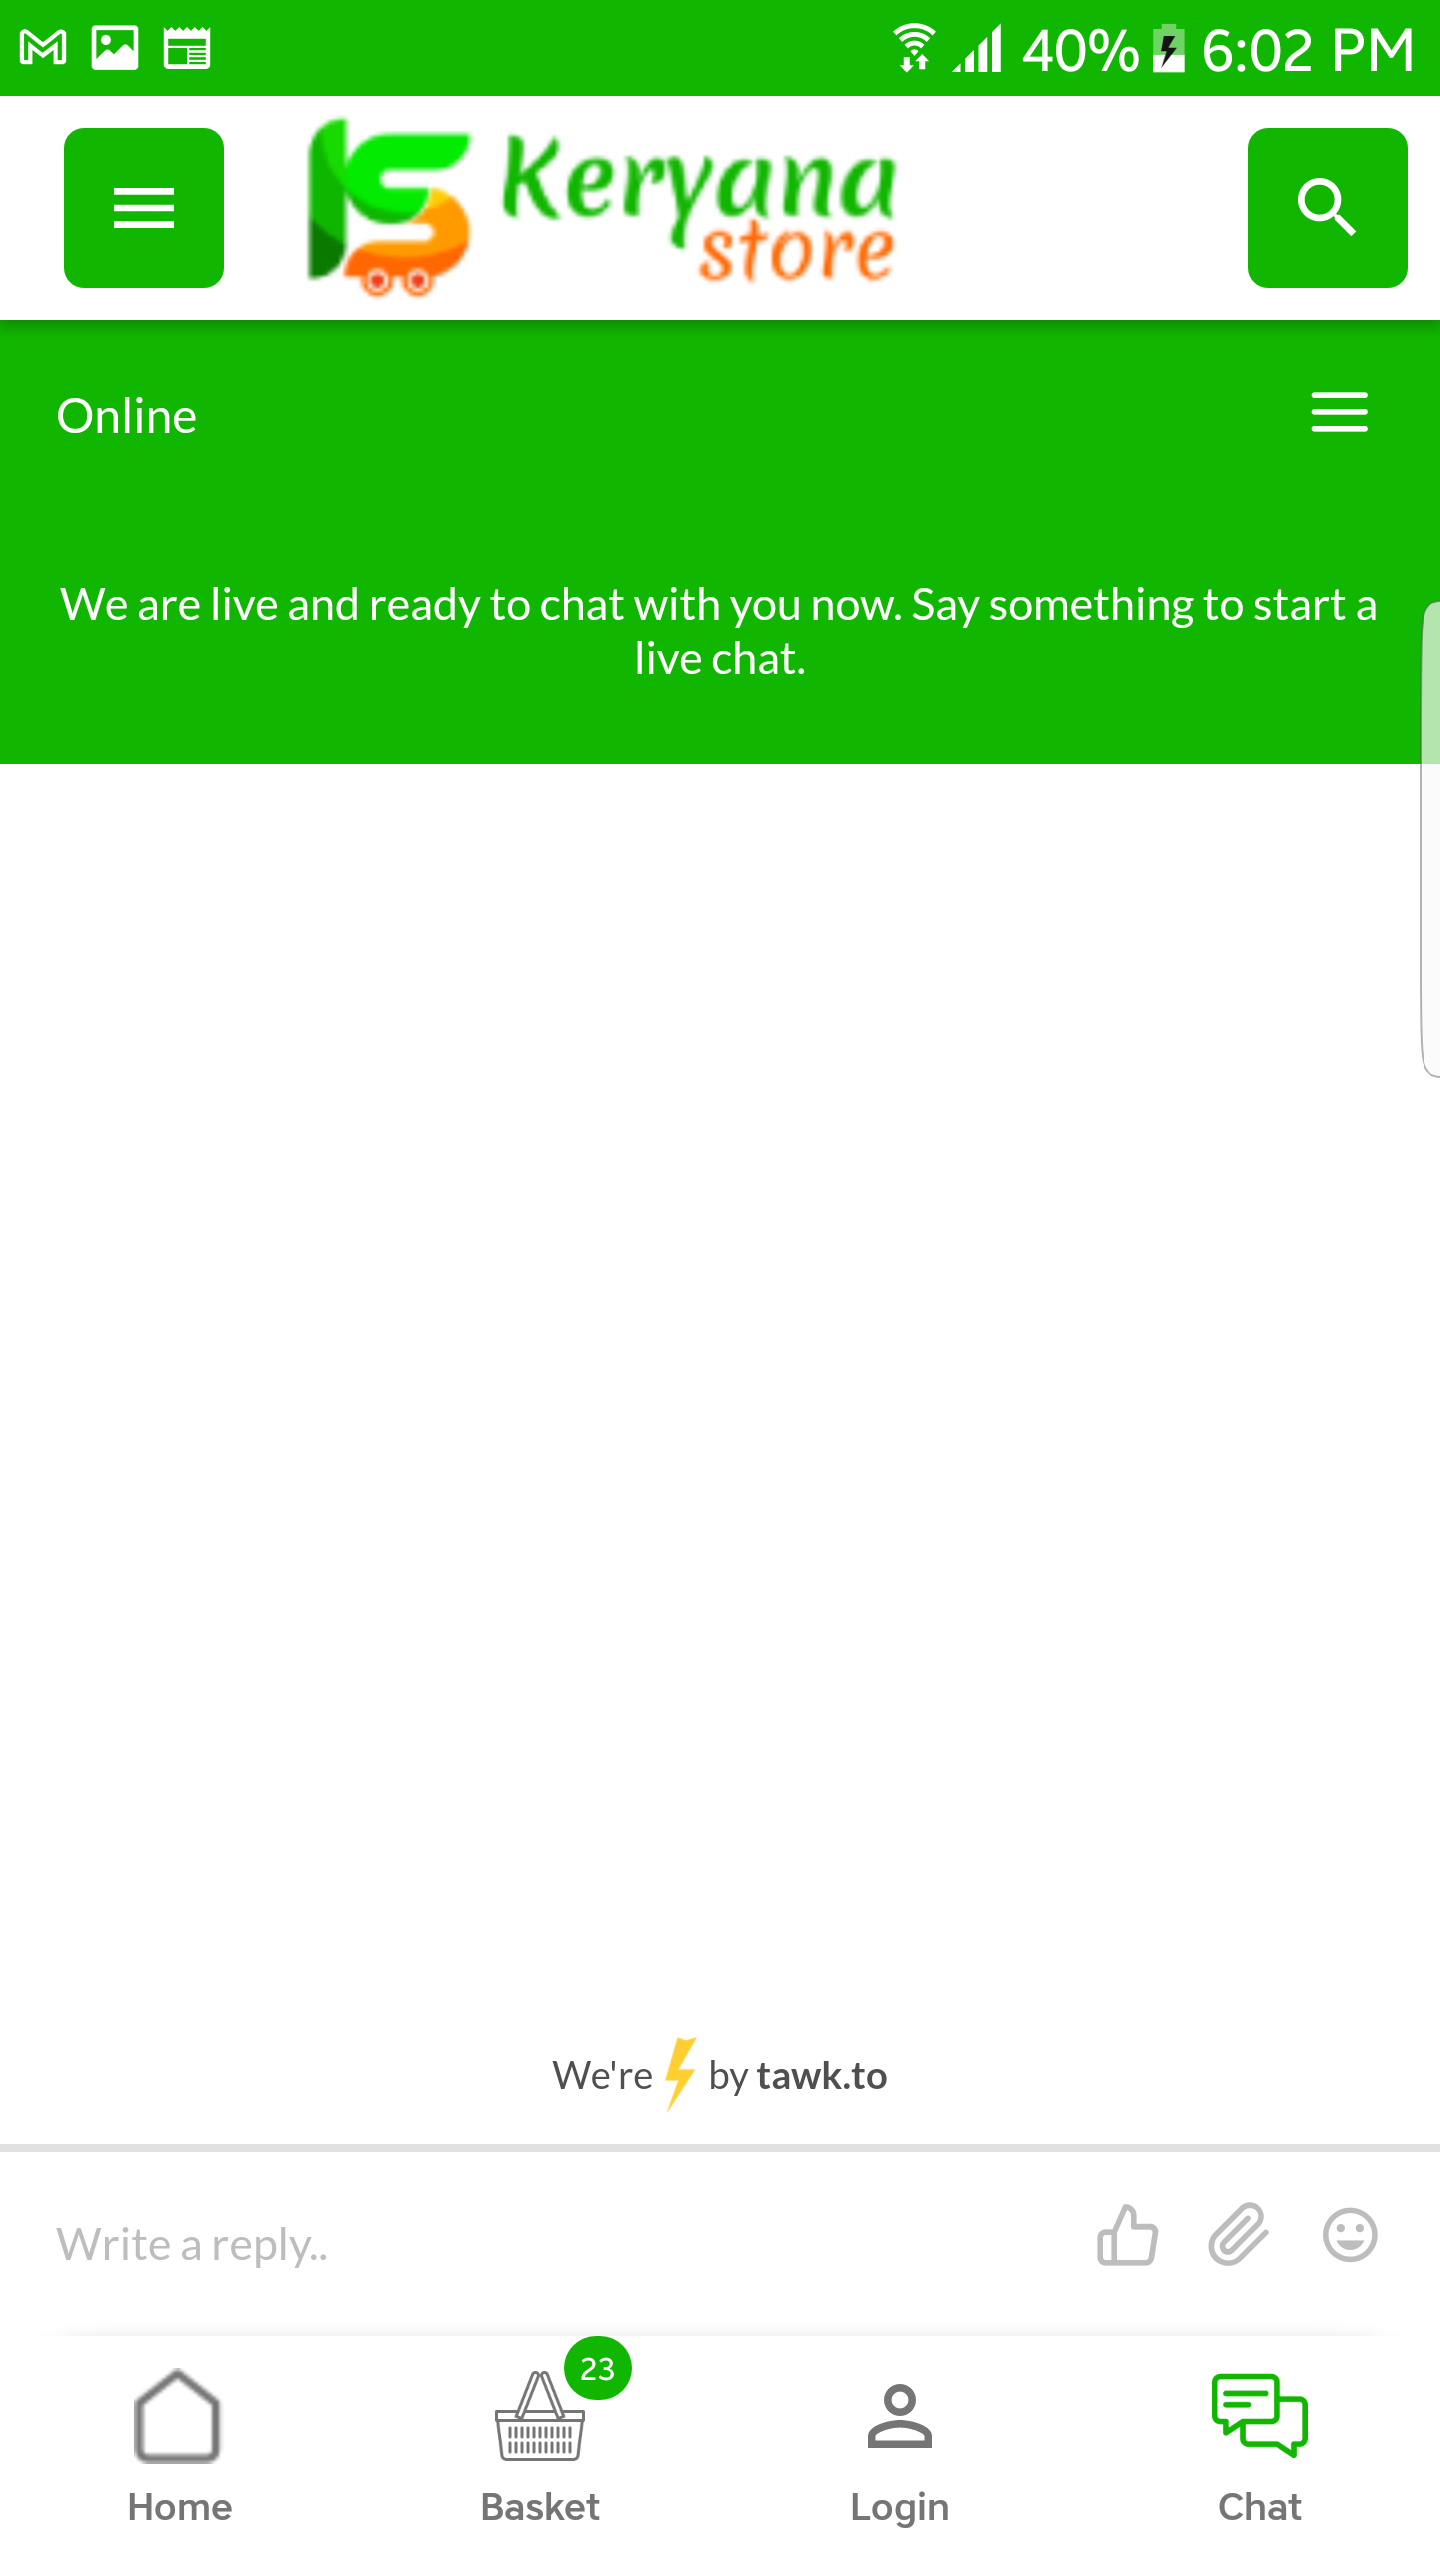 40% 6:02 PM
Keryana
store
Online
We are live and ready to chat with you now. Say something to start a
live chat.
We're by tawk.to
Write a reply..
23
Home Basket Login Chat